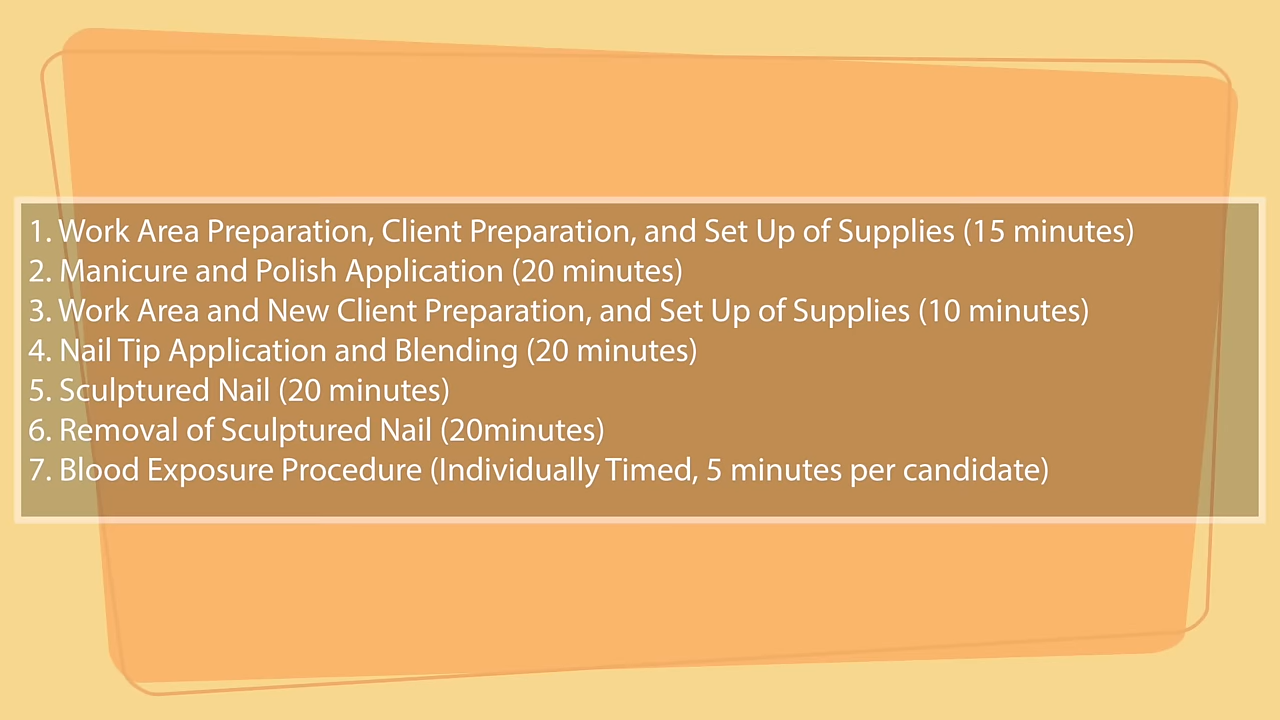 1. Work Area Preparation, Client Preparation, and Set Up of Supplies (15 minutes)
2. Manicure and Polish Application (20 minutes)
3. Work Area and New Client Preparation, and Set Up of Supplies (10 minutes)
4. Nail Tip Application and Blending (20 minutes)
5. Sculptured Nail (20 minutes)
6. Removal of Sculptured Nail (20minutes)
7. Blood Exposure Procedure (Individually Timed, 5 minutes per candidate)